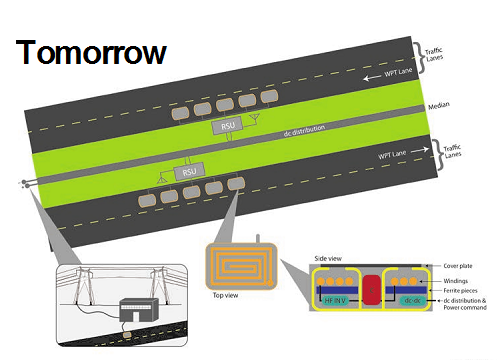 Tomorrow
Traffic
Lanes
WPT Lane
RSU
Median
dc distribution
WPT Lane
Traffic
Lanes
RSU
Top view
Side view
Cover plate
Windings
Ferrite pieces
HF INV
dc-dc
dc distribution &
Power command